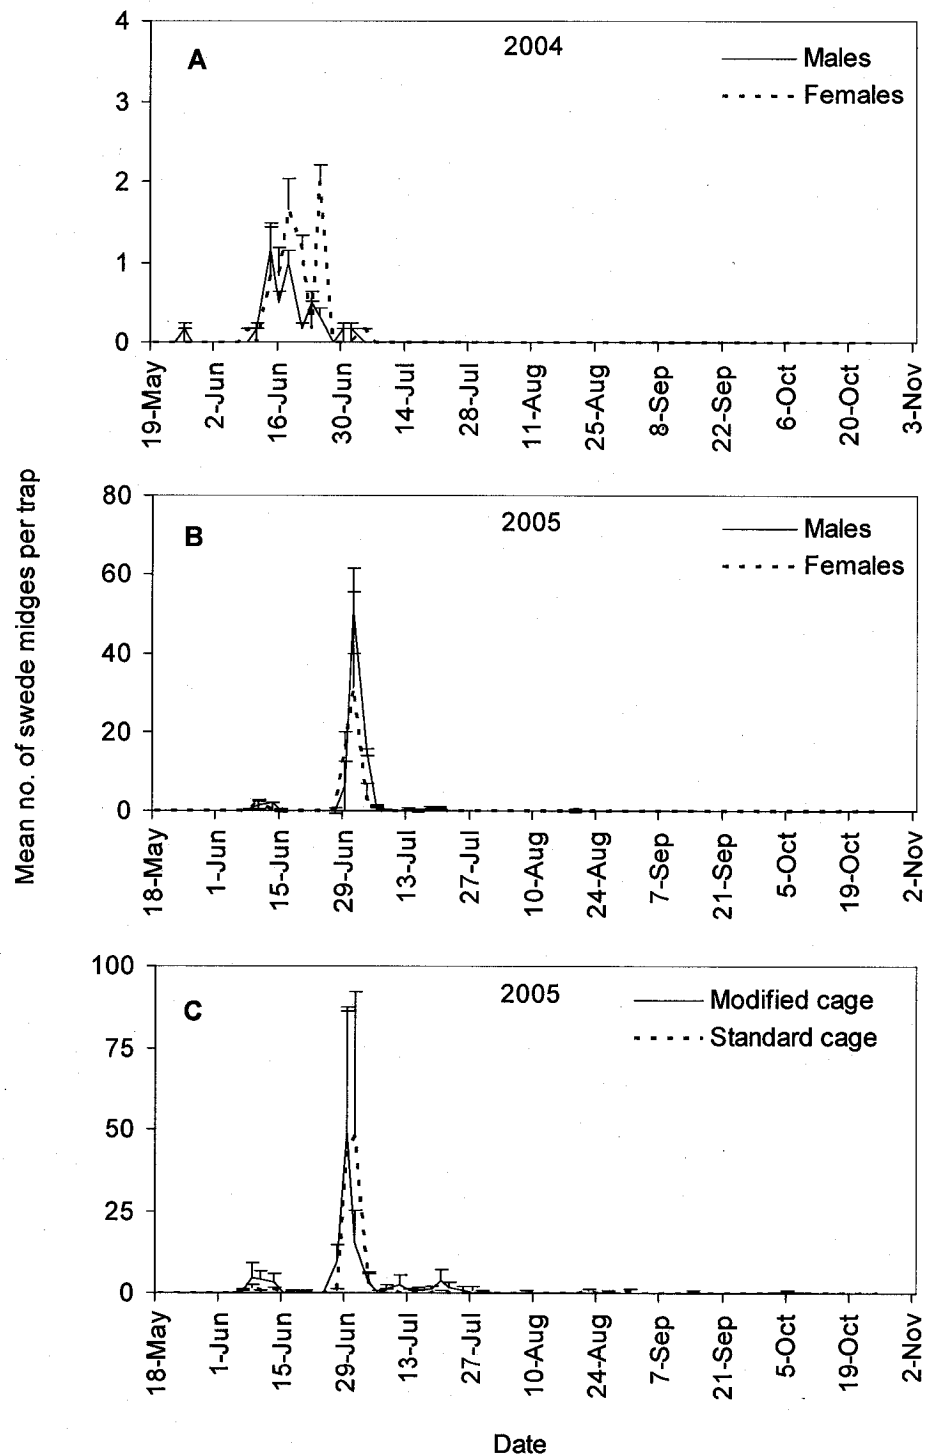 4
2004
A
Males
3
Females
2
1
0
19-May 2-Jun 16-Jun 30-Jun 14-Jul 28-Jul 11-Aug 25-Aug 8-Sep 22-Sep 6-Oct 20-Oct 3-Nov
Mean no. of swede midges per trap
80
2005
B
Males
60
Females
40
20
0
18-May 1-Jun 15-Jun 29-Jun 13-Jul 27-Jul 10-Aug 24-Aug 7-Sep 21-Sep 5-Oct 19-Oct 2-Nov
100
2005
C
Modified cage
75
Standard cage
50
25
0
18-May 1-Jun 15-Jun 29-Jun 13-Jul 27-Jul 10-Aug 24-Aug 7-Sep 21-Sep 5-Oct 19-Oct 2-Nov
Date